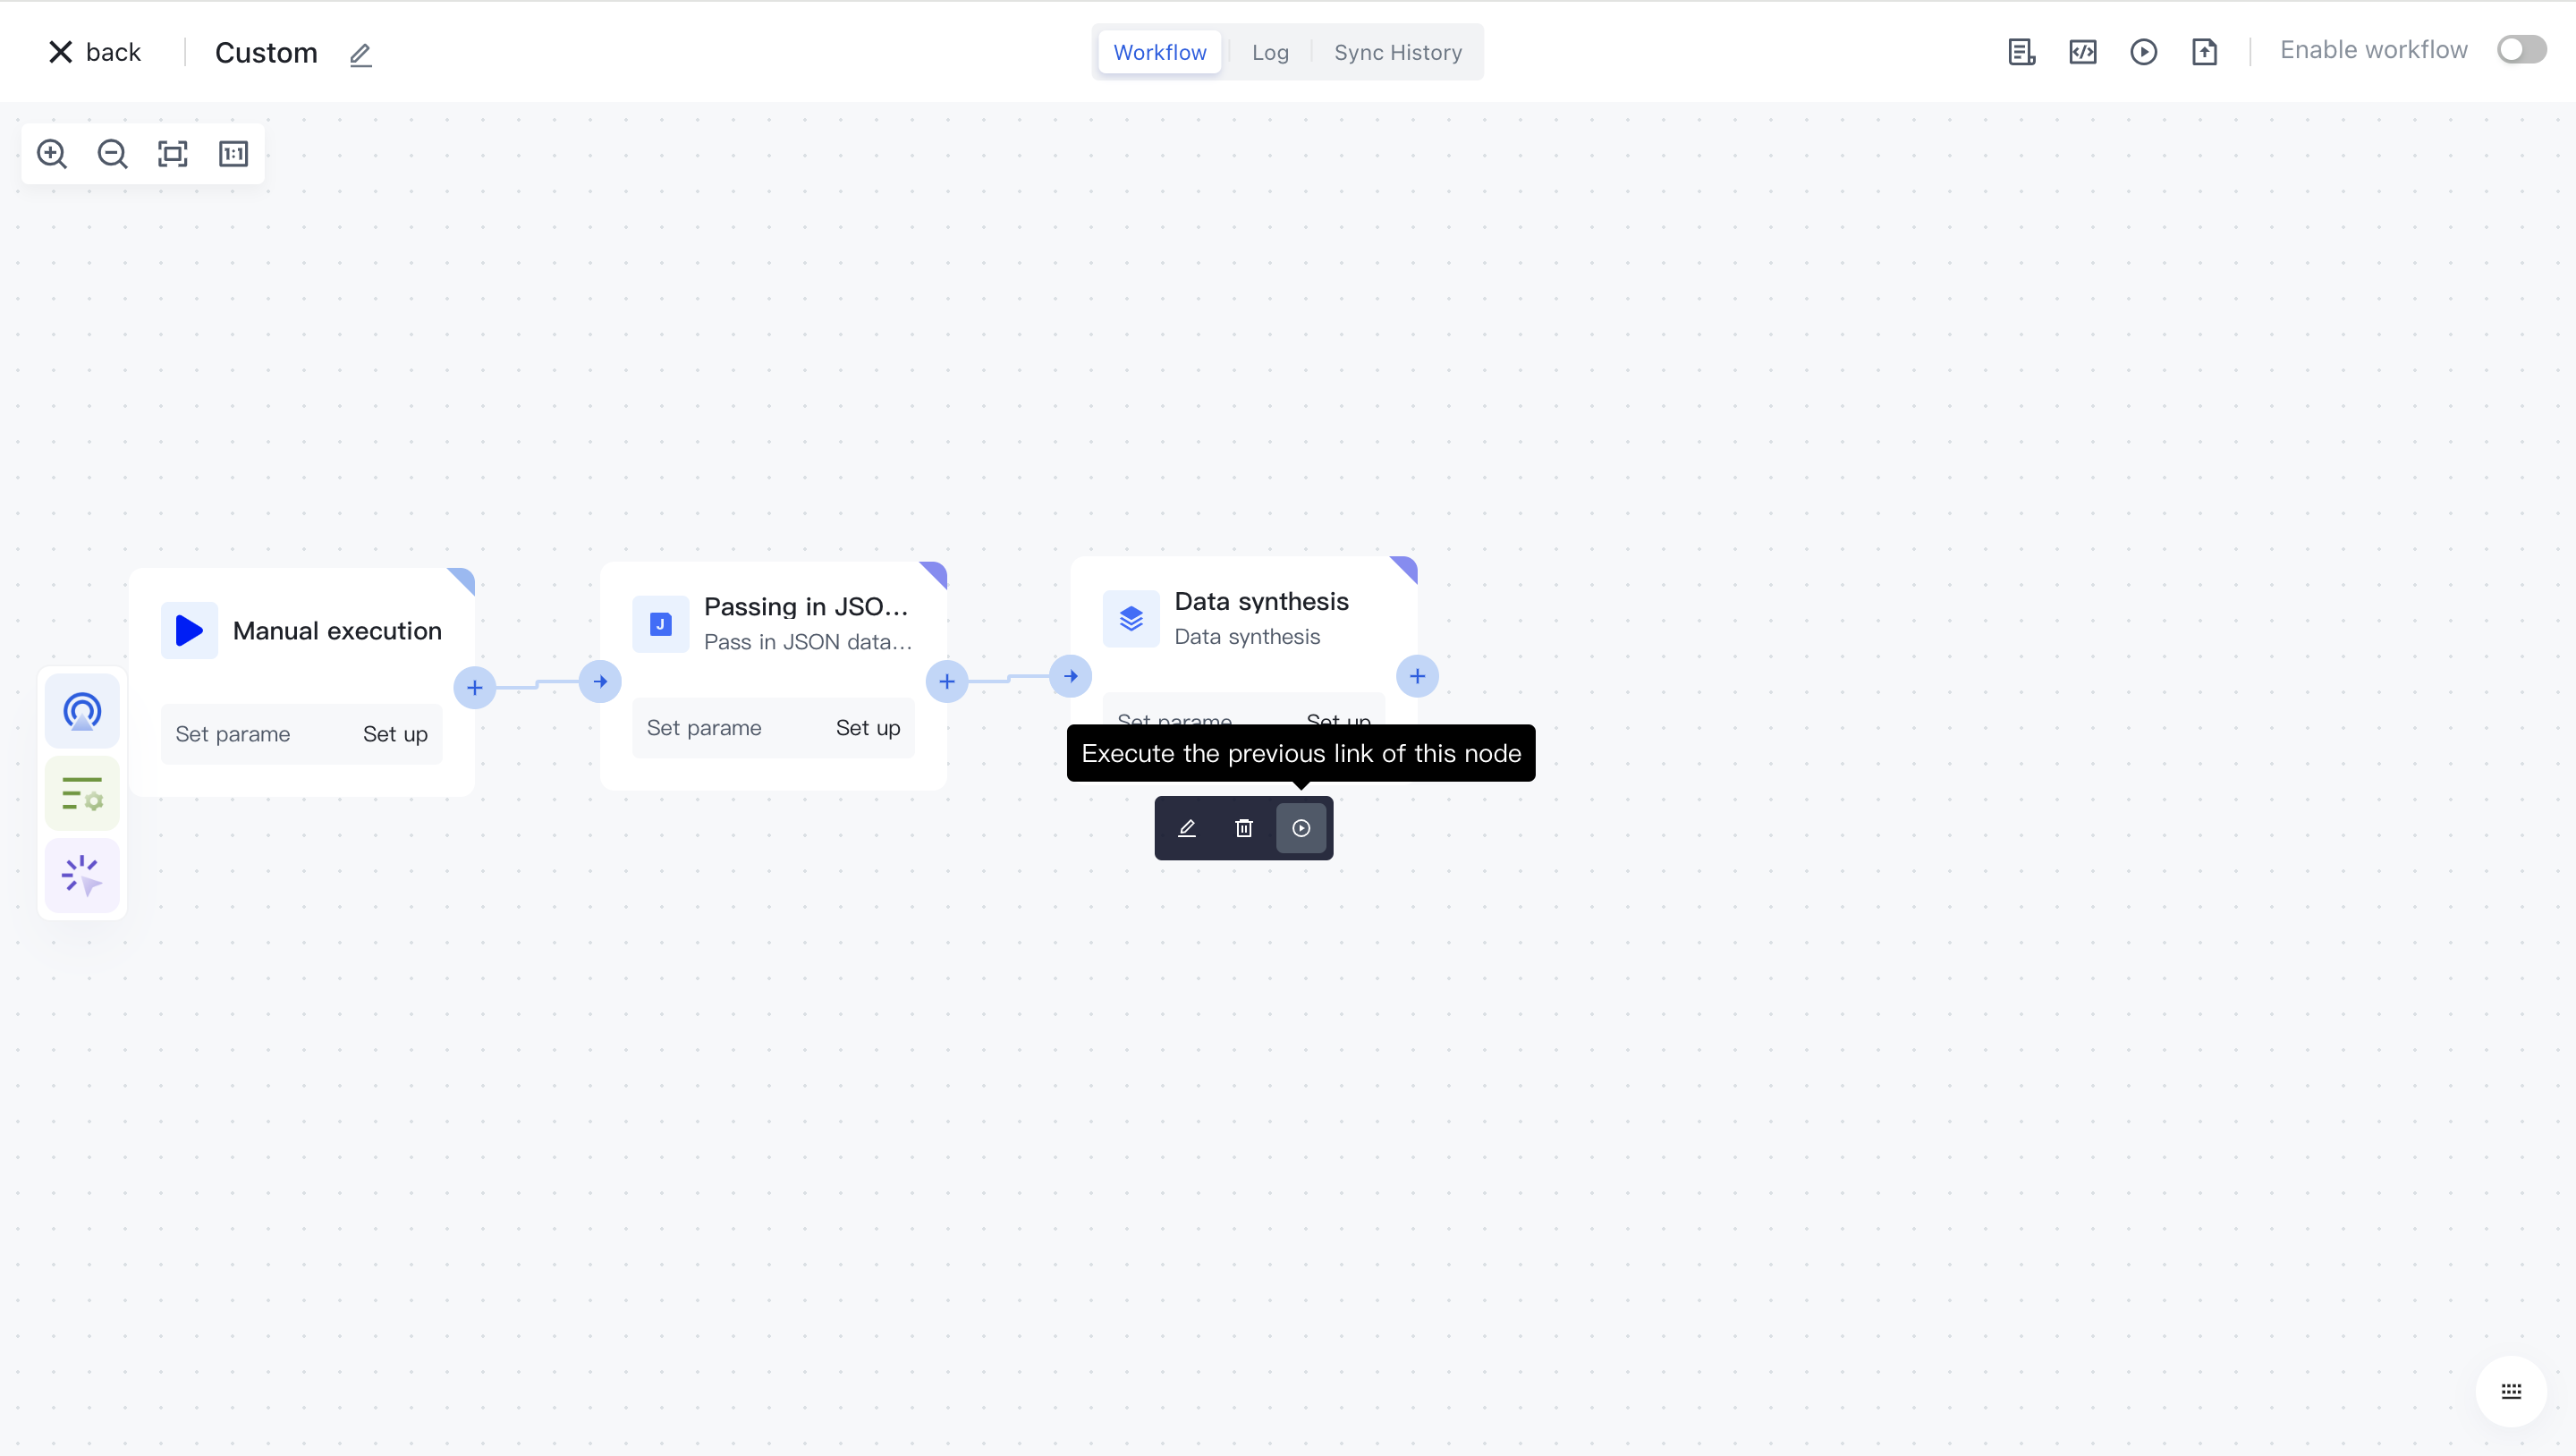 back
Custom
Workflow
Log
Sync History
Enable workflow
1:1
Manual execution
Set parame
Set up
J
Passing in JSO...
Pass in JSON data...
Set parame
Set up
Data synthesis
Data synthesis
Set parame
Set up
Execute the previous link of this node